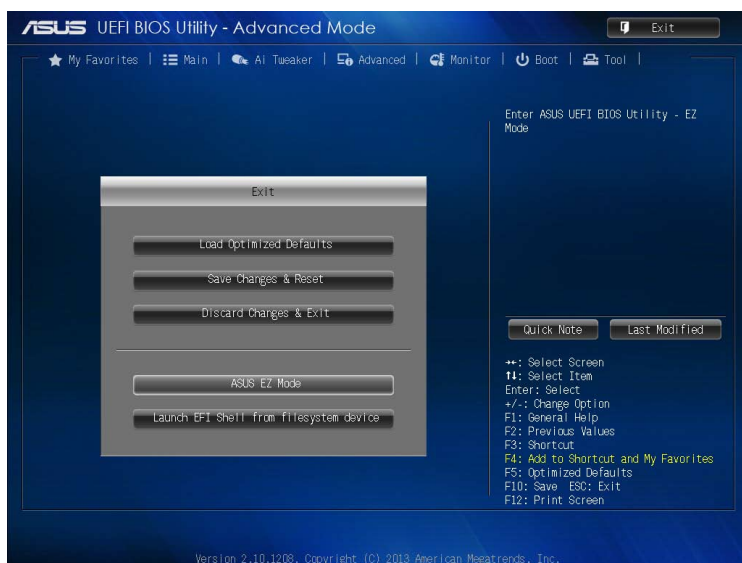 ASUS UEFI BIOS Utility - Advanced Mode
Exit
My Favorites | Main | Ai Tweaker | Advanced | Monitor | Boot | Tool |
Enter ASUS UEFI BIOS Utility - EZ
Mode
Exit
Load Optimized Defaults
Save Changes & Reset
Discard Changes & Exit
ASUS EZ Mode
Launch EFI Shell from filesystem device
Quick Note
Last Modified
→←: Select Screen
↑↓: Select Item
Enter: Select
+/-: Change Option
F1: General Help
F2: Previous Values
F3: Shortcut
F4: Add to Shortcut and My Favorites
F5: Optimized Defaults
F10: Save ESC: Exit
F12: Print Screen
Version 2.10.1208. Copyright (C) 2013 American Megatrends, Inc.